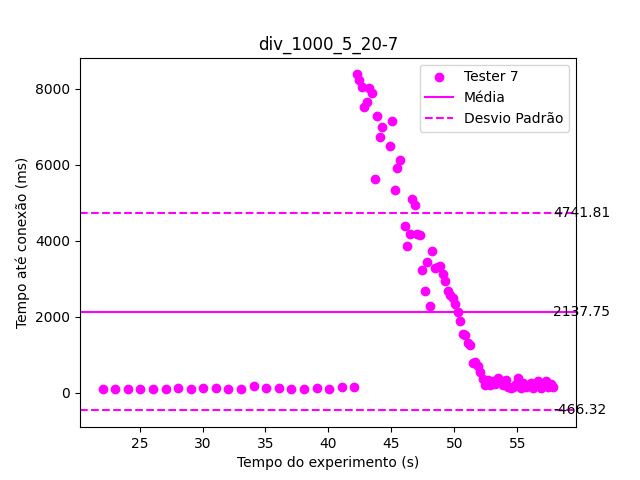 div_1000_5_20-7
Tester 7
Média
Desvio Padrão
8000
6000
4000
2000
0
Tempo até conexão (ms)
4741.81
2137.75
-466.32
25 30 35 40 45 50 55
Tempo do experimento (s)